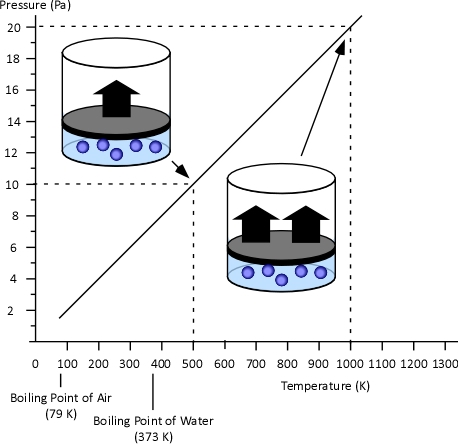 Pressure (Pa)
20
18
16
14
12
10
8
6
4
2
0 100 200 300 400 500 600 700 800 900 1000 1100 1200 1300
Temperature (K)
Boiling Point of Air
(79 K)
Boiling Point of Water
(373 K)